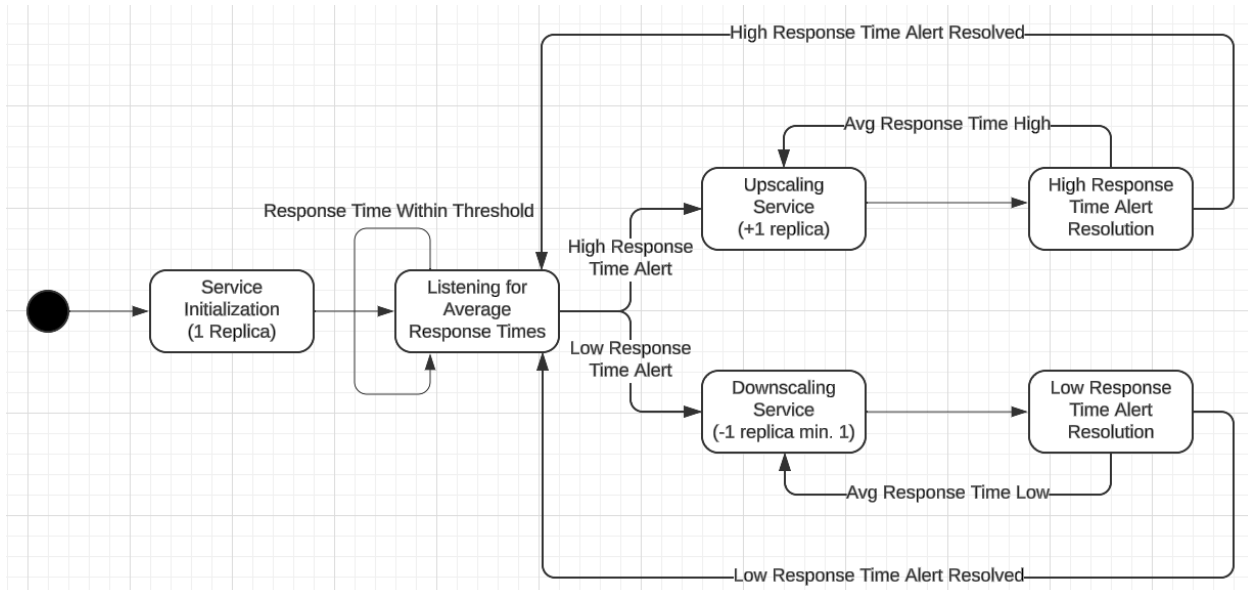 High Response Time Alert Resolved
Avg Response Time High
Upscaling
Service
(+1 replica)
High Response
Time Alert
Resolution
Response Time Within Threshold
High Response
Time Alert
Service
Initialization
(1 Replica)
Listening for
Average
Response Times
Low Response
Time Alert
Downscaling
Service
(-1 replica min. 1)
Low Response
Time Alert
Resolution
Avg Response Time Low
Low Response Time Alert Resolved